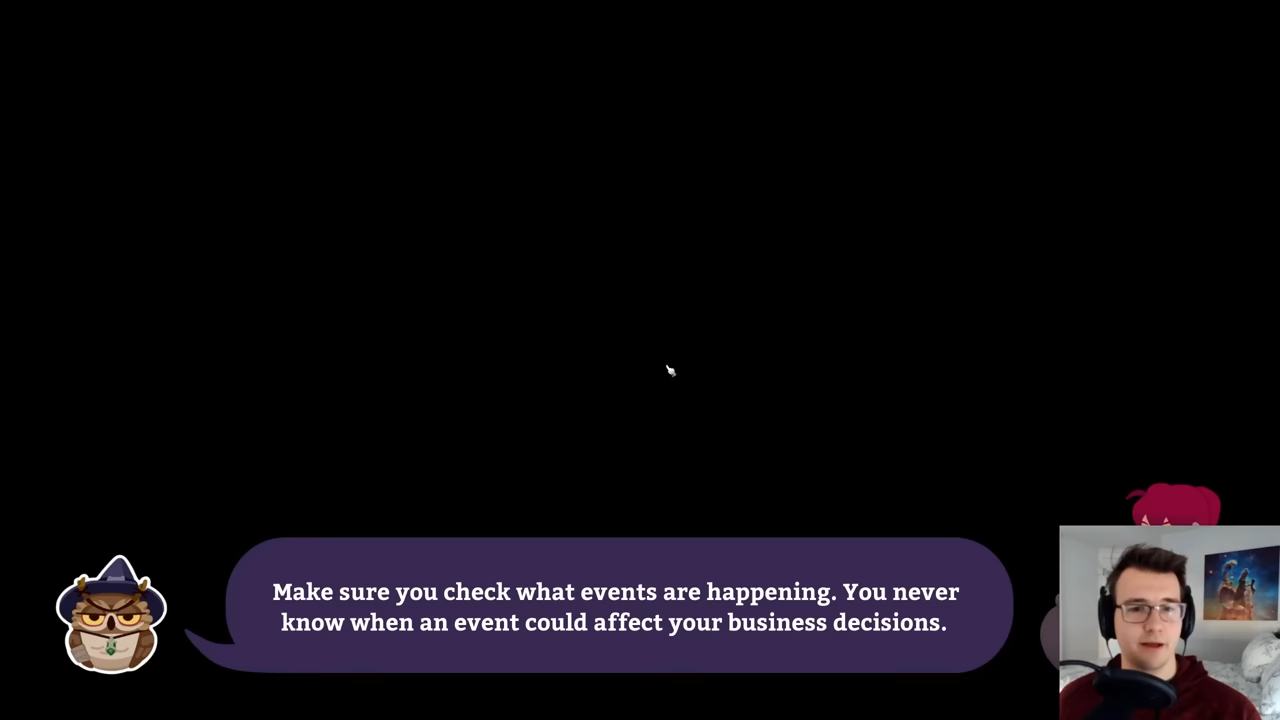 Make sure you check what events are happening. You never
know when an event could affect your business decisions.